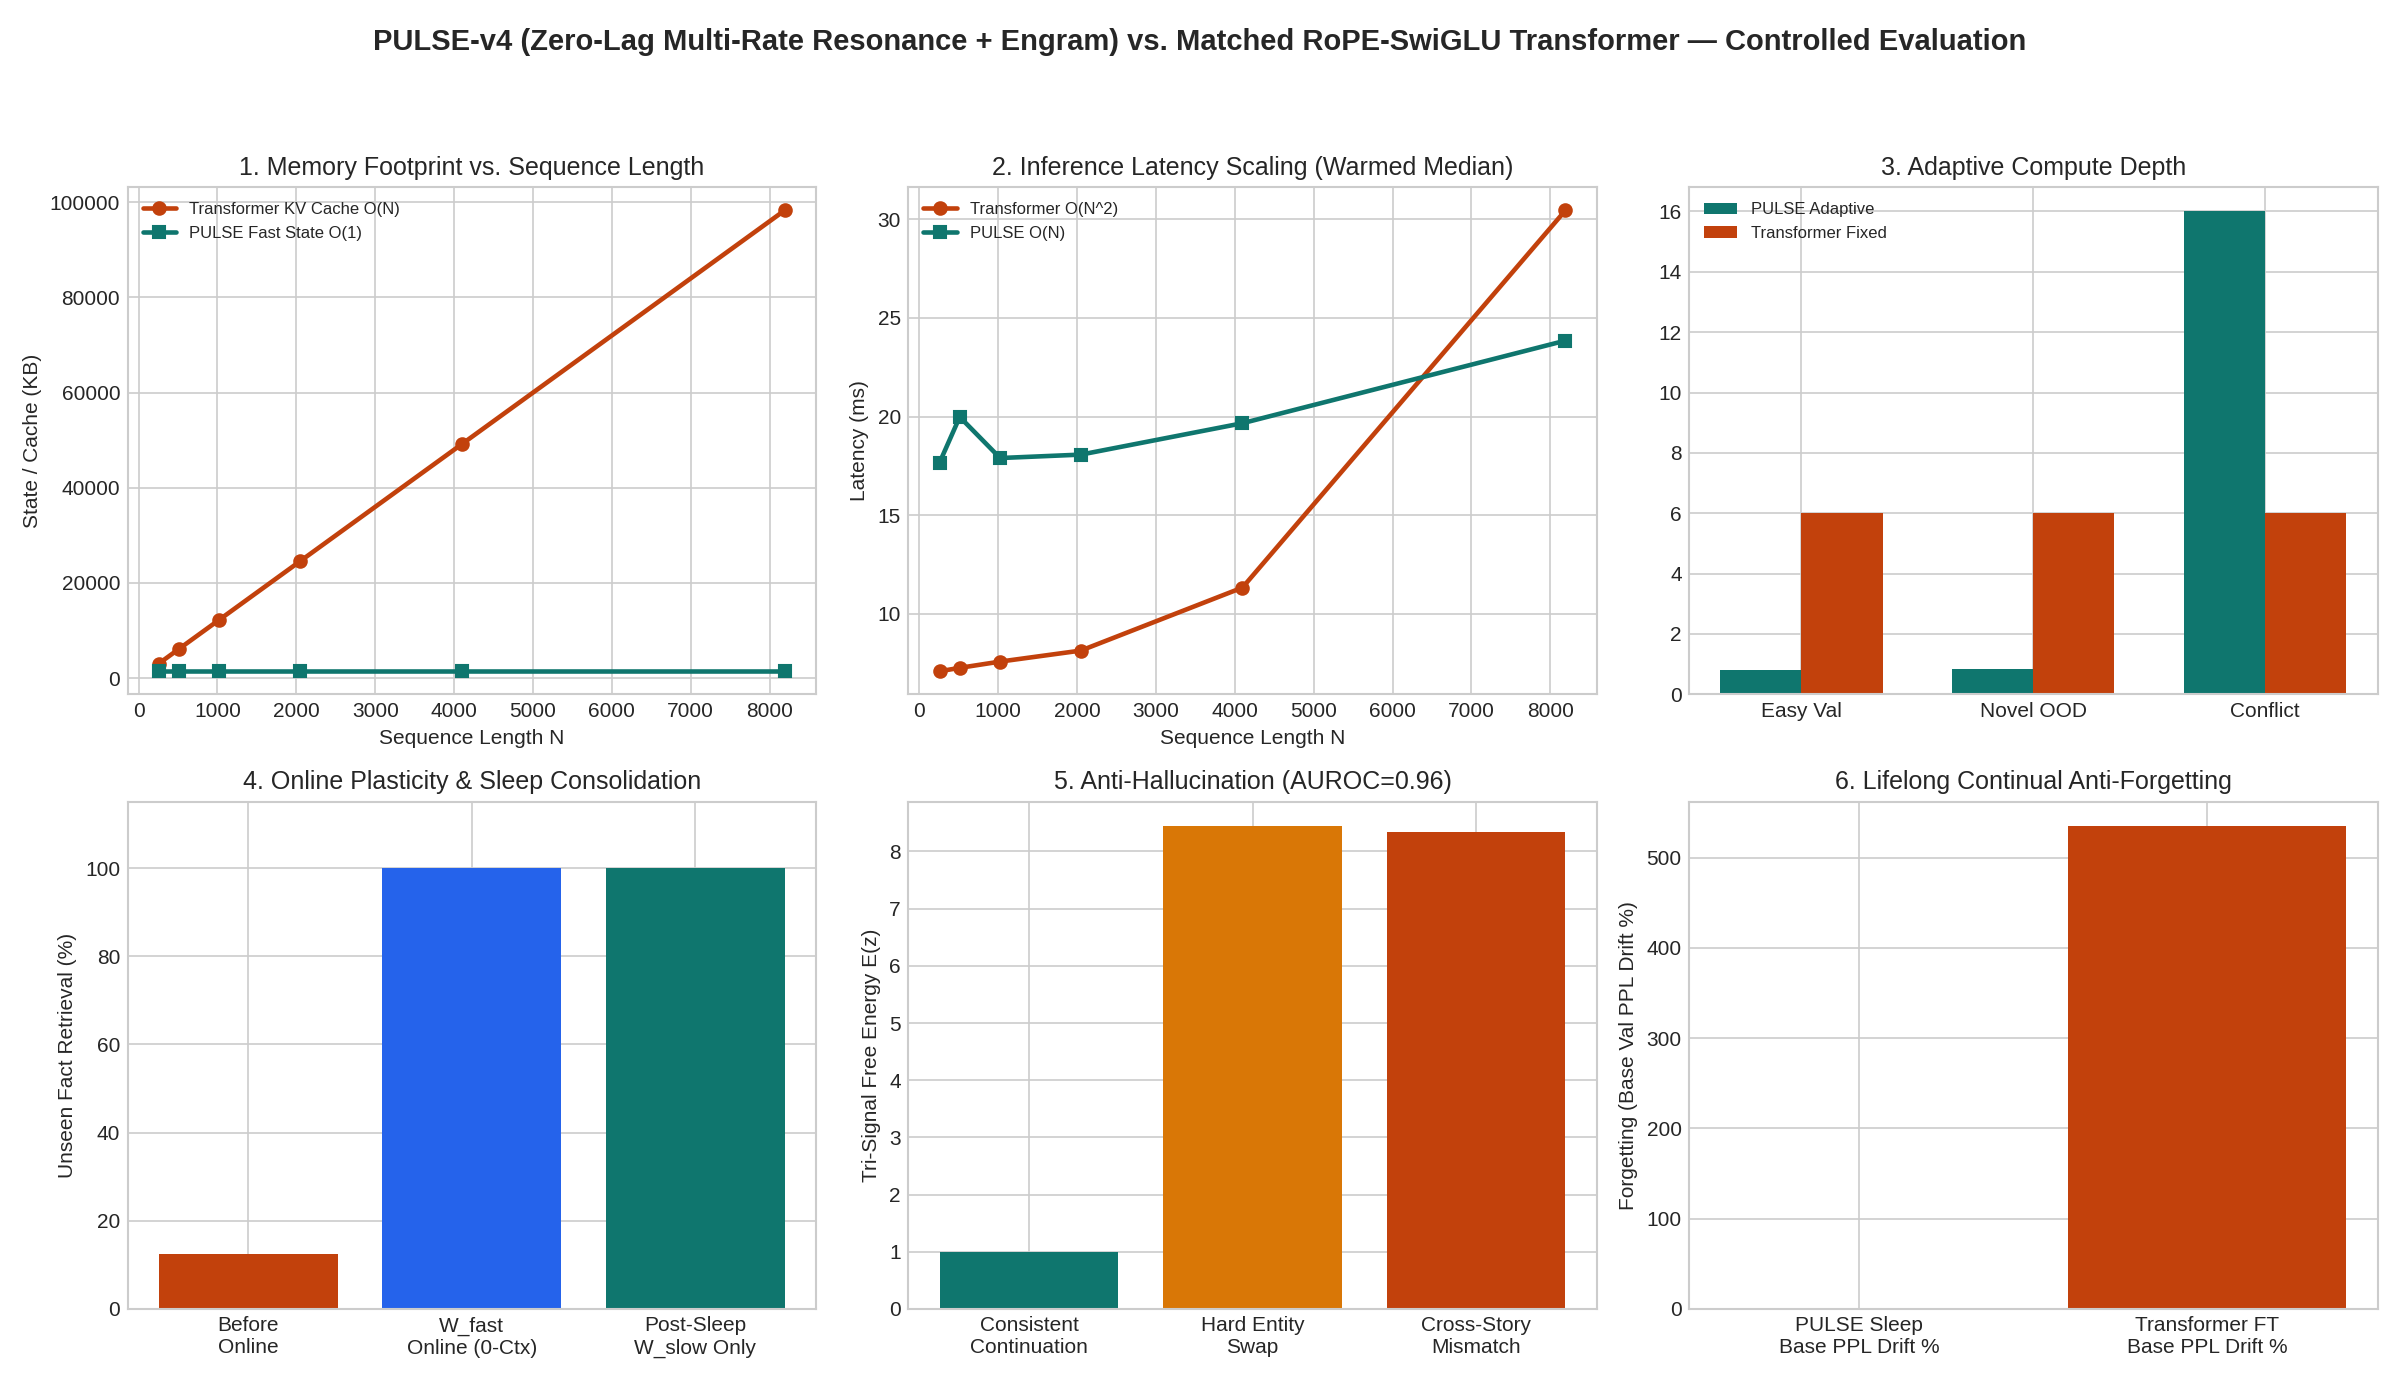 PULSE-v4 (Zero-Lag Multi-Rate Resonance + Engram) vs. Matched RoPE-SwiGLU Transformer — Controlled Evaluation
1. Memory Footprint vs. Sequence Length
State / Cache (KB)
100000
80000
60000
40000
20000
0
Transformer KV Cache O(N)
PULSE Fast State O(1)
0 1000 2000 3000 4000 5000 6000 7000 8000
Sequence Length N
2. Inference Latency Scaling (Warmed Median)
Latency (ms)
30
25
20
15
10
Transformer O(N^2)
PULSE O(N)
0 1000 2000 3000 4000 5000 6000 7000 8000
Sequence Length N
3. Adaptive Compute Depth
16
14
12
10
8
6
4
2
0
PULSE Adaptive
Transformer Fixed
Easy Val Novel OOD Conflict
4. Online Plasticity & Sleep Consolidation
Unseen Fact Retrieval (%)
100
80
60
40
20
0
Before
Online
W_fast
Online (0-Ctx)
Post-Sleep
W_slow Only
5. Anti-Hallucination (AUROC=0.96)
Tri-Signal Free Energy E(z)
8
7
6
5
4
3
2
1
0
Consistent
Continuation
Hard Entity
Swap
Cross-Story
Mismatch
6. Lifelong Continual Anti-Forgetting
Forgetting (Base Val PPL Drift %)
500
400
300
200
100
0
PULSE Sleep
Base PPL Drift %
Transformer FT
Base PPL Drift %